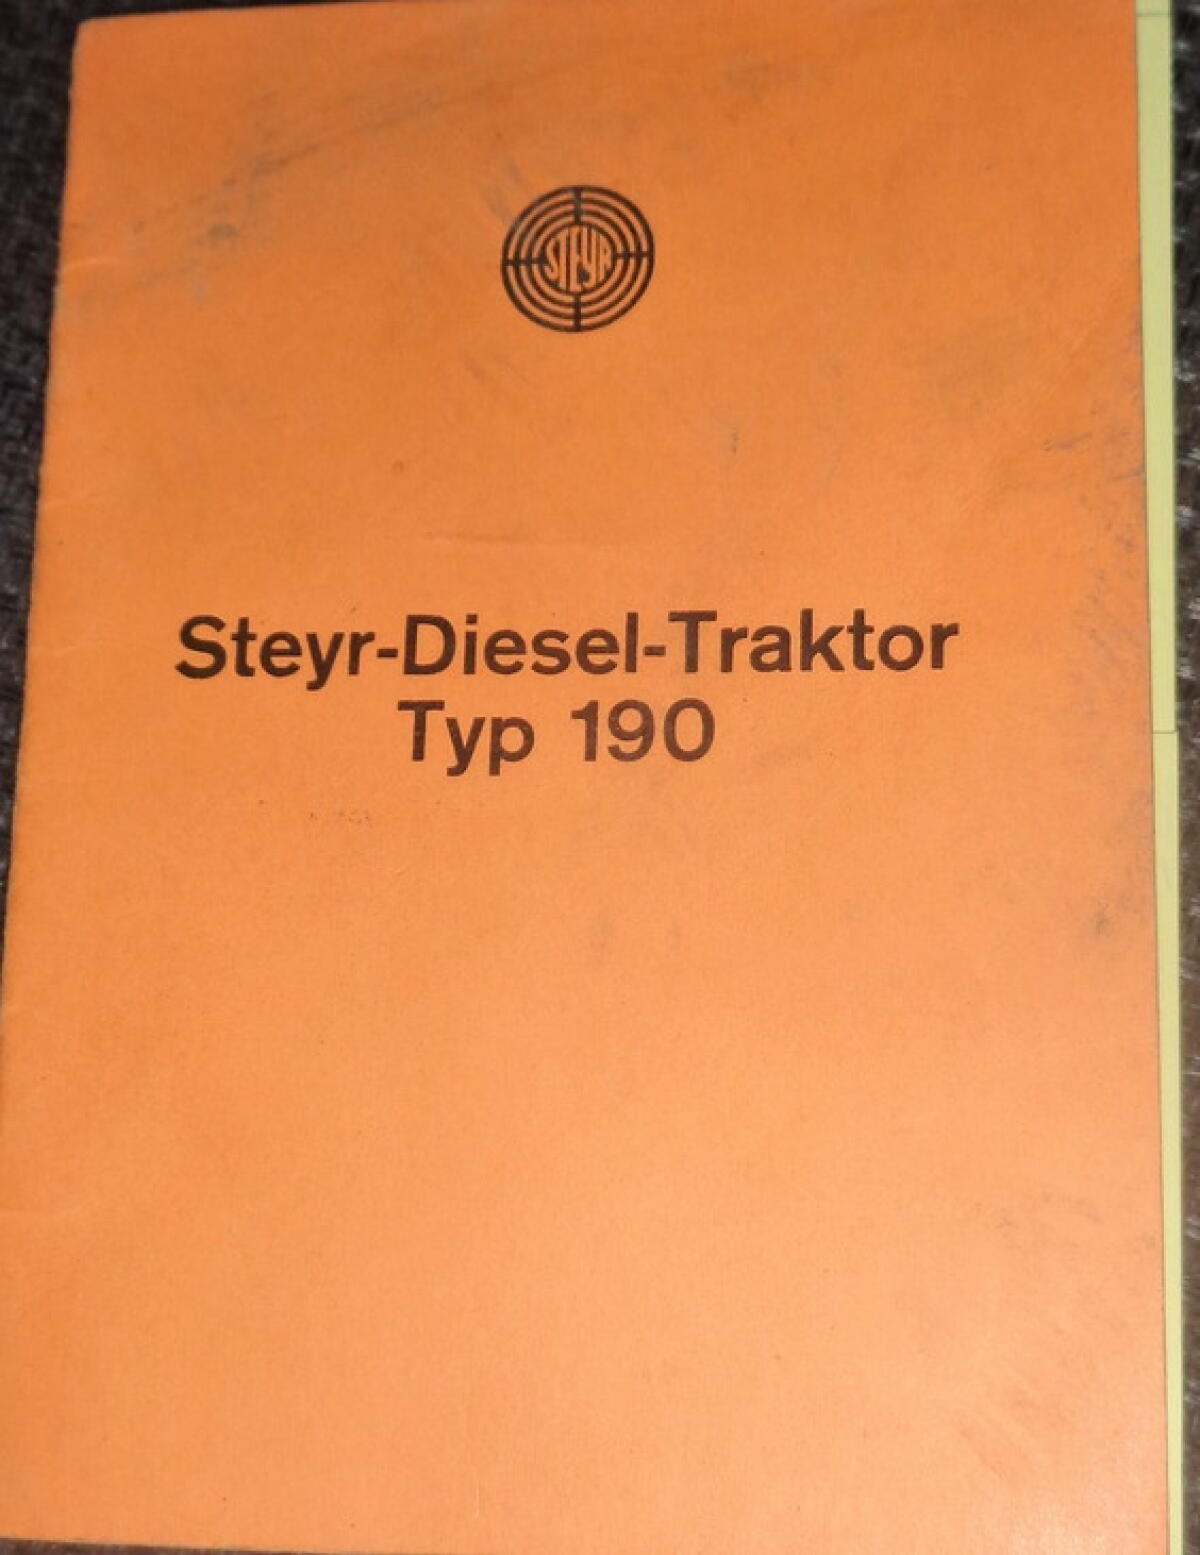 STEYR
Steyr-Diesel-Traktor
Typ 190